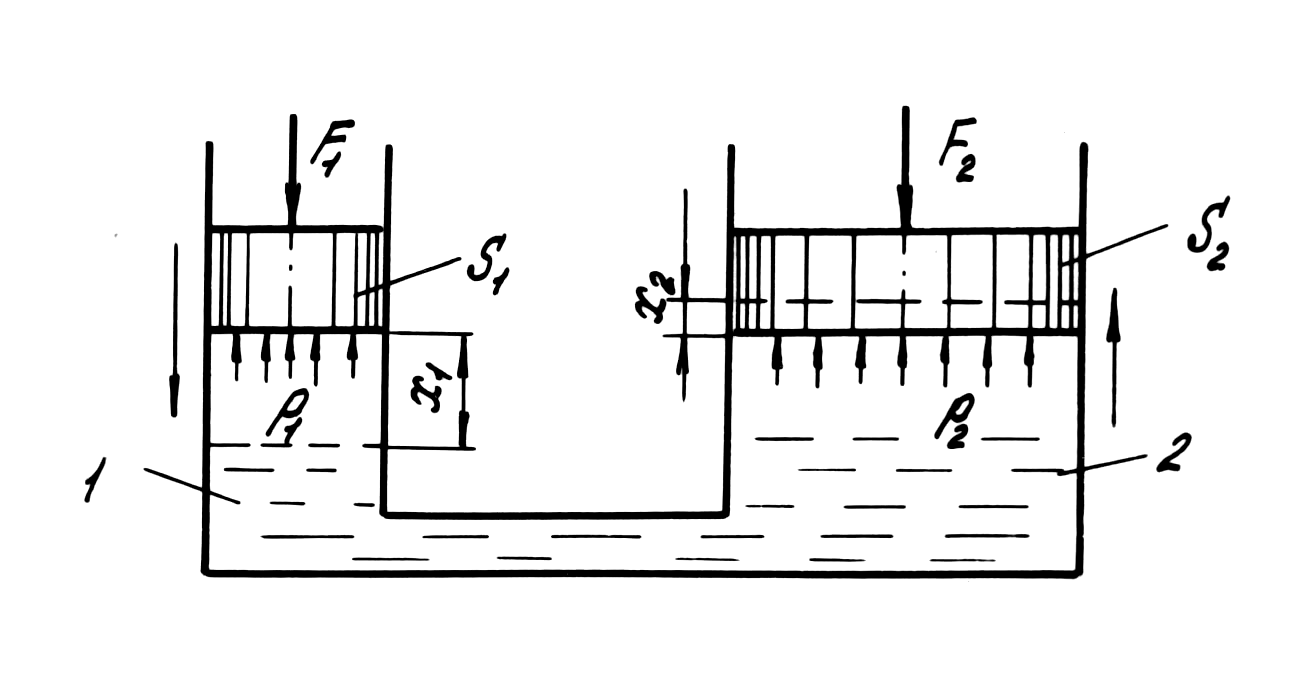 F₁
F₂
S₁
S₂
x₂
x₁
p₁
p₂
1
2